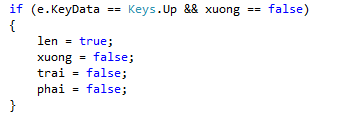 if (e.KeyData == Keys.Up && xuong == false)
{
    len = true;
    xuong = false;
    trai = false;
    phai = false;
}